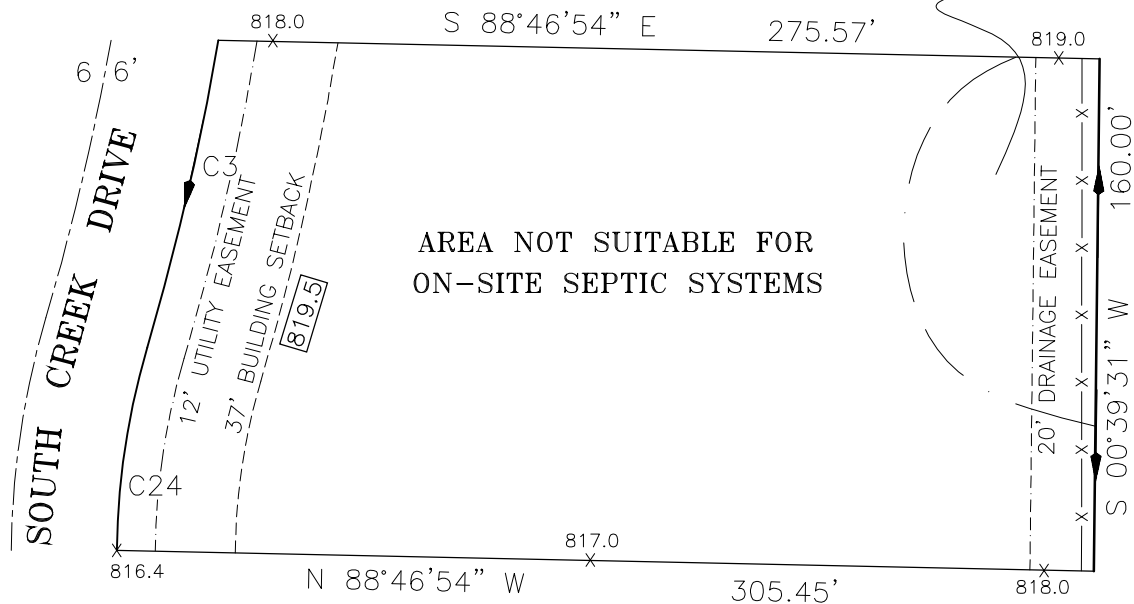 818.0
S 88°46’54” E
275.57’
819.0
6 6’
SOUTH CREEK DRIVE
C3
12’ UTILITY EASEMENT
37’ BUILDING SETBACK
819.5
AREA NOT SUITABLE FOR
ON–SITE SEPTIC SYSTEMS
20’ DRAINAGE EASEMENT
S 00°39’31” W
160.00’
C24
816.4
N 88°46’54” W
817.0
305.45’
818.0